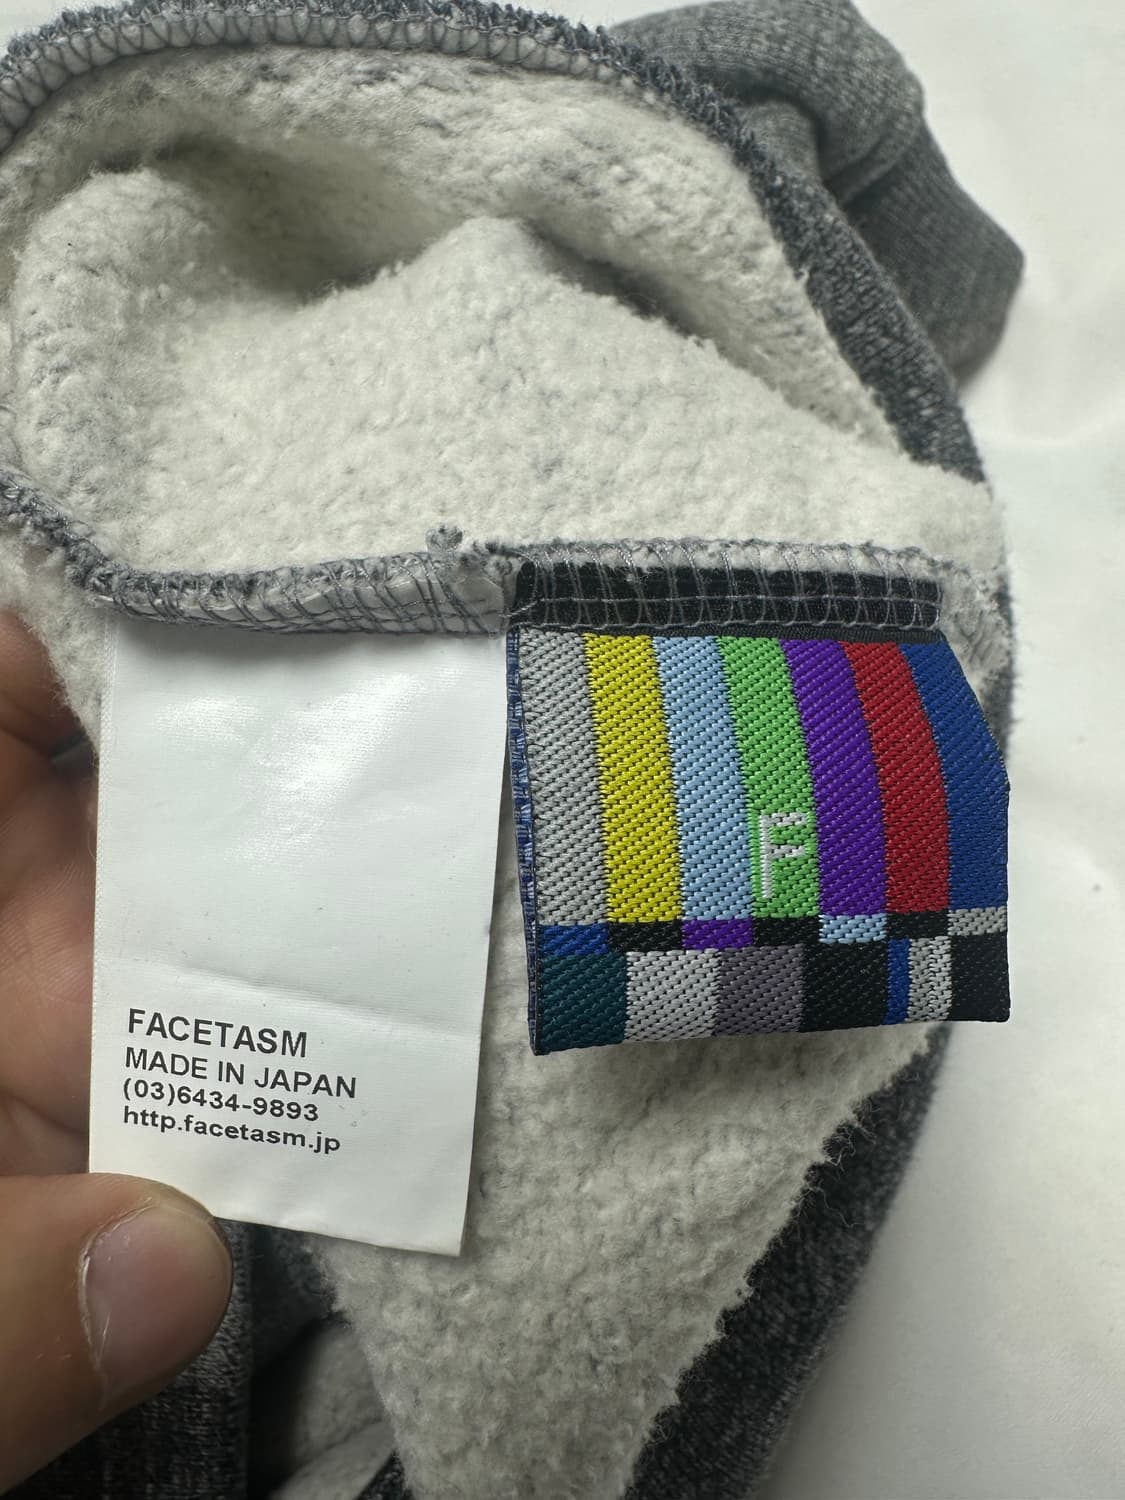 F
FACETASM
MADE IN JAPAN
(03)6434-9893
http.facetasm.jp